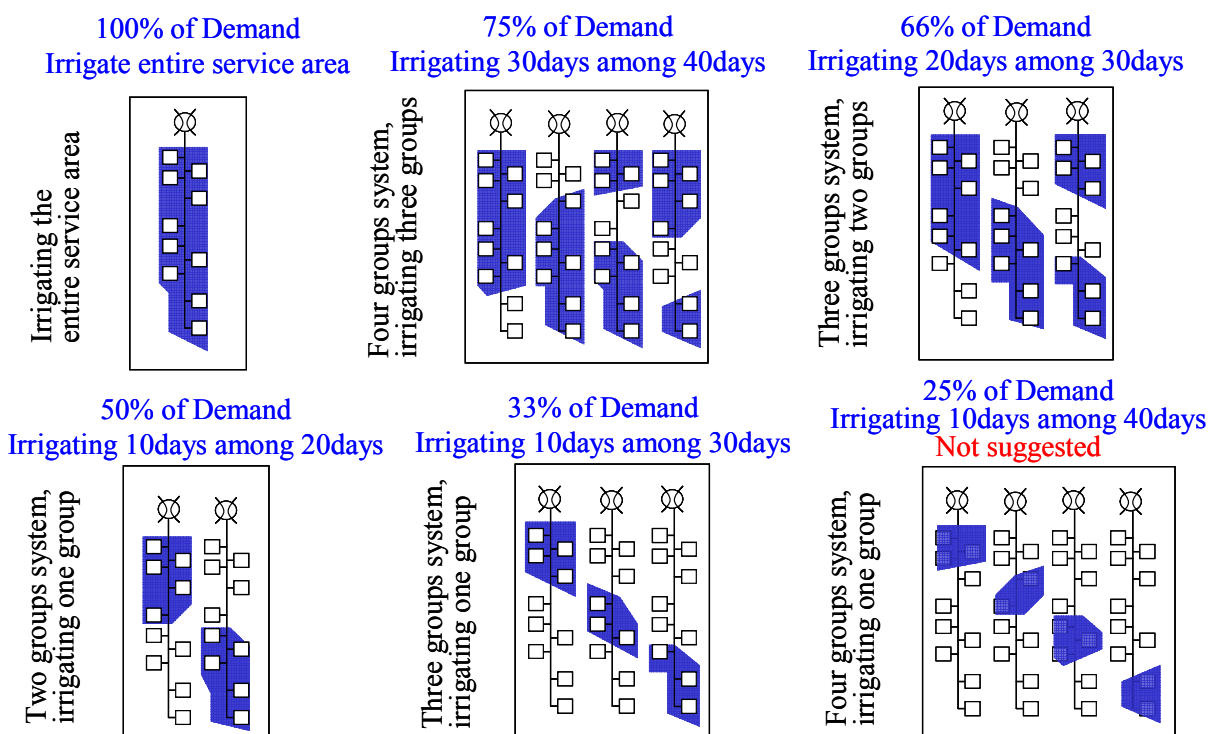 100% of Demand
Irrigate entire service area
Irrigating the
entire service area
75% of Demand
Irrigating 30days among 40days
Four groups system,
irrigating three groups
66% of Demand
Irrigating 20days among 30days
Three groups system,
irrigating two groups
50% of Demand
Irrigating 10days among 20days
Two groups system,
irrigating one group
33% of Demand
Irrigating 10days among 30days
Three groups system,
irrigating one group
25% of Demand
Irrigating 10days among 40days
Not suggested
Four groups system,
irrigating one group